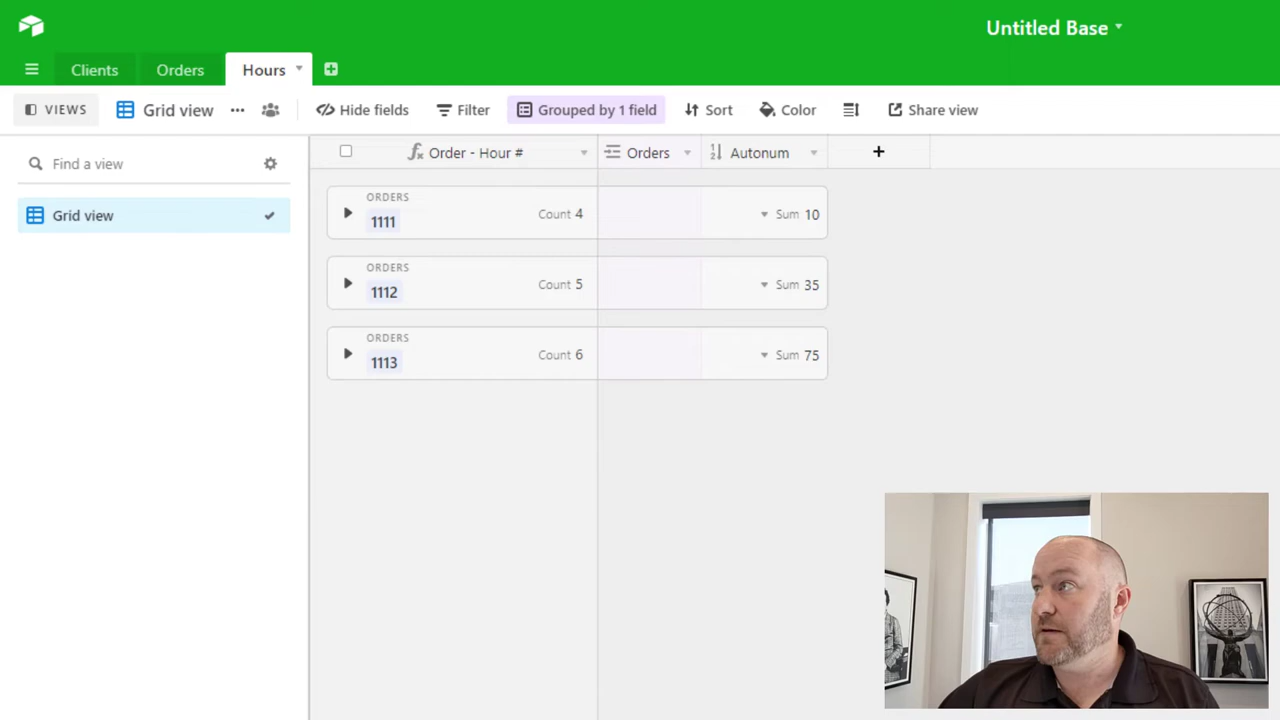 Untitled Base
Clients Orders Hours
VIEWS Grid view Hide fields Filter Grouped by 1 field Sort Color Share view
Find a view
Grid view
Order - Hour # Orders Autonum
ORDERS
1111 Count 4 Sum 10
ORDERS
1112 Count 5 Sum 35
ORDERS
1113 Count 6 Sum 75